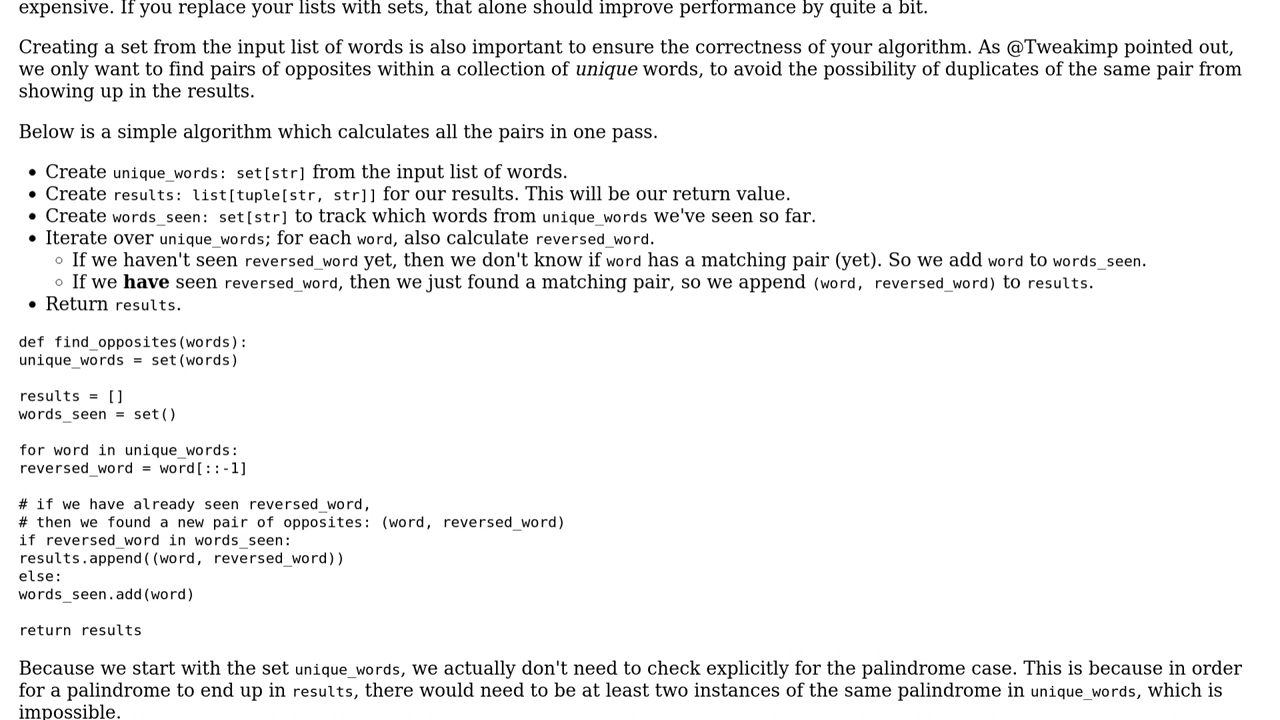 expensive. If you replace your lists with sets, that alone should improve performance by quite a bit.
Creating a set from the input list of words is also important to ensure the correctness of your algorithm. As @Tweakimp pointed out,
we only want to find pairs of opposites within a collection of unique words, to avoid the possibility of duplicates of the same pair from
showing up in the results.
Below is a simple algorithm which calculates all the pairs in one pass.
• Create unique_words: set[str] from the input list of words.
• Create results: list[tuple[str, str]] for our results. This will be our return value.
• Create words_seen: set[str] to track which words from unique_words we've seen so far.
• Iterate over unique_words; for each word, also calculate reversed_word.
◦ If we haven't seen reversed_word yet, then we don't know if word has a matching pair (yet). So we add word to words_seen.
◦ If we have seen reversed_word, then we just found a matching pair, so we append (word, reversed_word) to results.
• Return results.
def find_opposites(words):
unique_words = set(words)
results = []
words_seen = set()
for word in unique_words:
reversed_word = word[::-1]
# if we have already seen reversed_word,
# then we found a new pair of opposites: (word, reversed_word)
if reversed_word in words_seen:
results.append((word, reversed_word))
else:
words_seen.add(word)
return results
Because we start with the set unique_words, we actually don't need to check explicitly for the palindrome case. This is because in order
for a palindrome to end up in results, there would need to be at least two instances of the same palindrome in unique_words, which is
impossible.